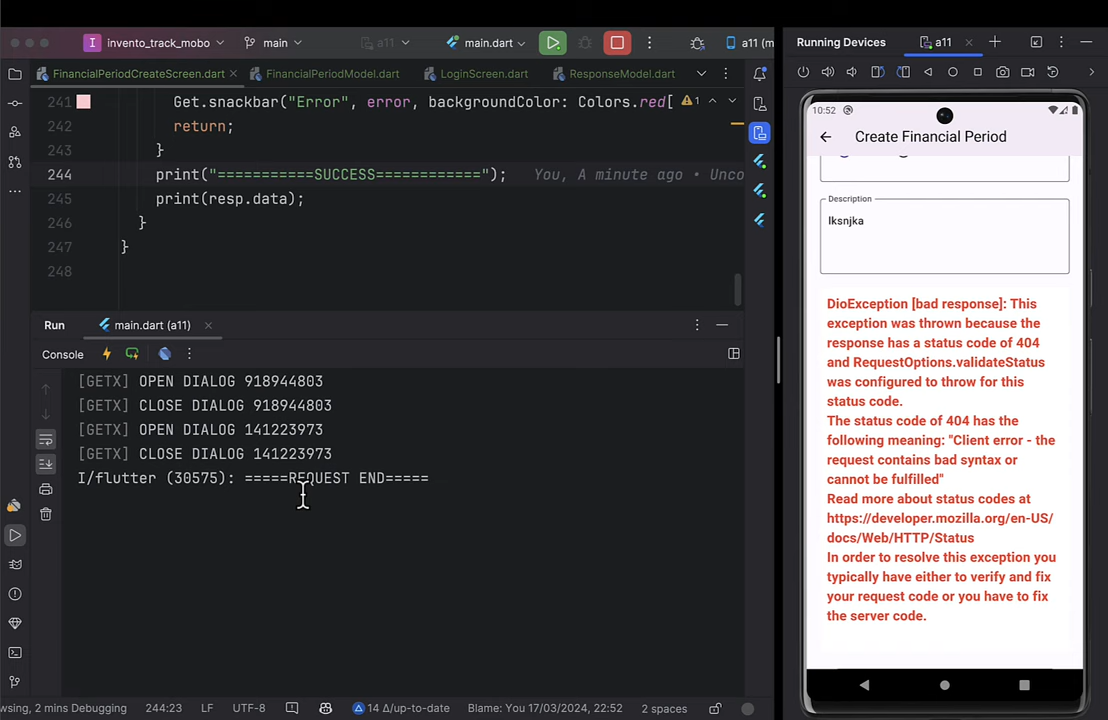 I invento_track_mobo main a11 main.dart Running Devices a11 a11 (m
FinancialPeriodCreateScreen.dart FinancialPeriodModel.dart LoginScreen.dart ResponseModel.dart
241 Get.snackbar("Error", error, backgroundColor: Colors.red[ 1
242 return;
243 }
244 print("===========SUCCESS============"); You, A minute ago • Unco
245 print(resp.data);
246 }
247 }
248
Run main.dart (a11)
Console
[GETX] OPEN DIALOG 918944803
[GETX] CLOSE DIALOG 918944803
[GETX] OPEN DIALOG 141223973
[GETX] CLOSE DIALOG 141223973
I/flutter (30575): =====REQUEST END=====
wsing, 2 mins Debugging 244:23 LF UTF-8 14 Δ/up-to-date Blame: You 17/03/2024, 22:52 2 spaces
10:52
Create Financial Period
Description
lksnjka
DioException [bad response]: This
exception was thrown because the
response has a status code of 404
and RequestOptions.validateStatus
was configured to throw for this
status code.
The status code of 404 has the
following meaning: "Client error - the
request contains bad syntax or
cannot be fulfilled"
Read more about status codes at
https://developer.mozilla.org/en-US/
docs/Web/HTTP/Status
In order to resolve this exception you
typically have either to verify and fix
your request code or you have to fix
the server code.